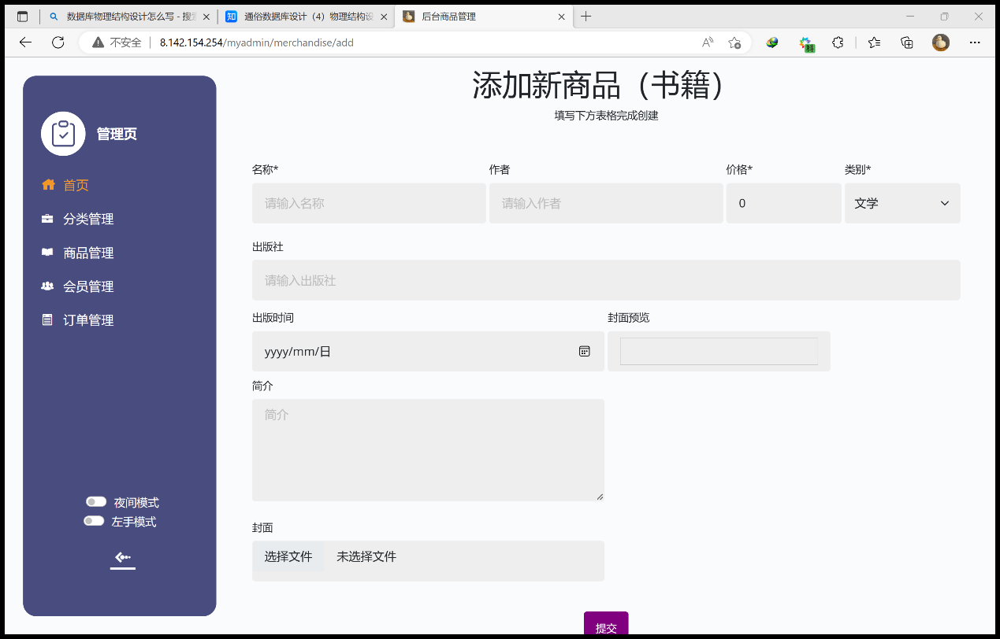 数据库物理结构设计怎么写 - 搜索
通俗数据库设计（4）物理结构设
后台商品管理
不安全
8.142.154.254/myadmin/merchandise/add
管理页
首页
分类管理
商品管理
会员管理
订单管理
夜间模式
左手模式
添加新商品（书籍）
填写下方表格完成创建
名称*
作者
价格*
类别*
请输入名称
请输入作者
0
文学
出版社
请输入出版社
出版时间
封面预览
yyyy/mm/日
简介
简介
封面
选择文件
未选择文件
提交